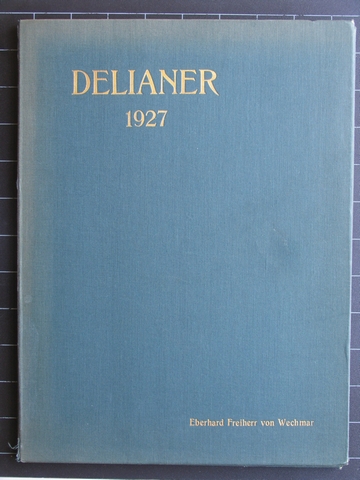 DELIANER
1927
Eberhard Freiherr von Wechmar